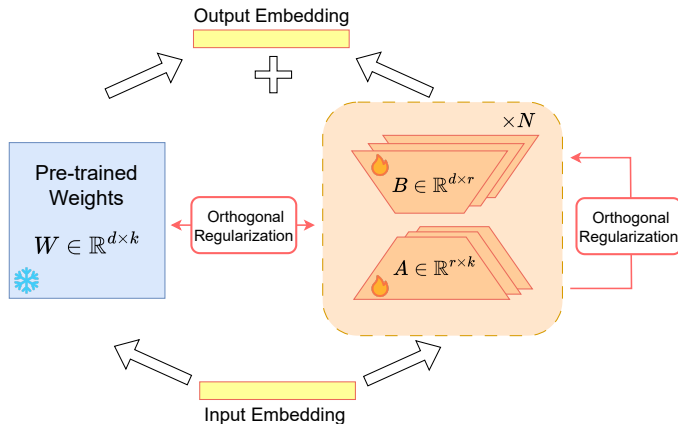 Output Embedding
×N
Pre-trained
Weights
W ∈ ℝ^{d×k}
Orthogonal
Regularization
B ∈ ℝ^{d×r}
A ∈ ℝ^{r×k}
Orthogonal
Regularization
Input Embedding